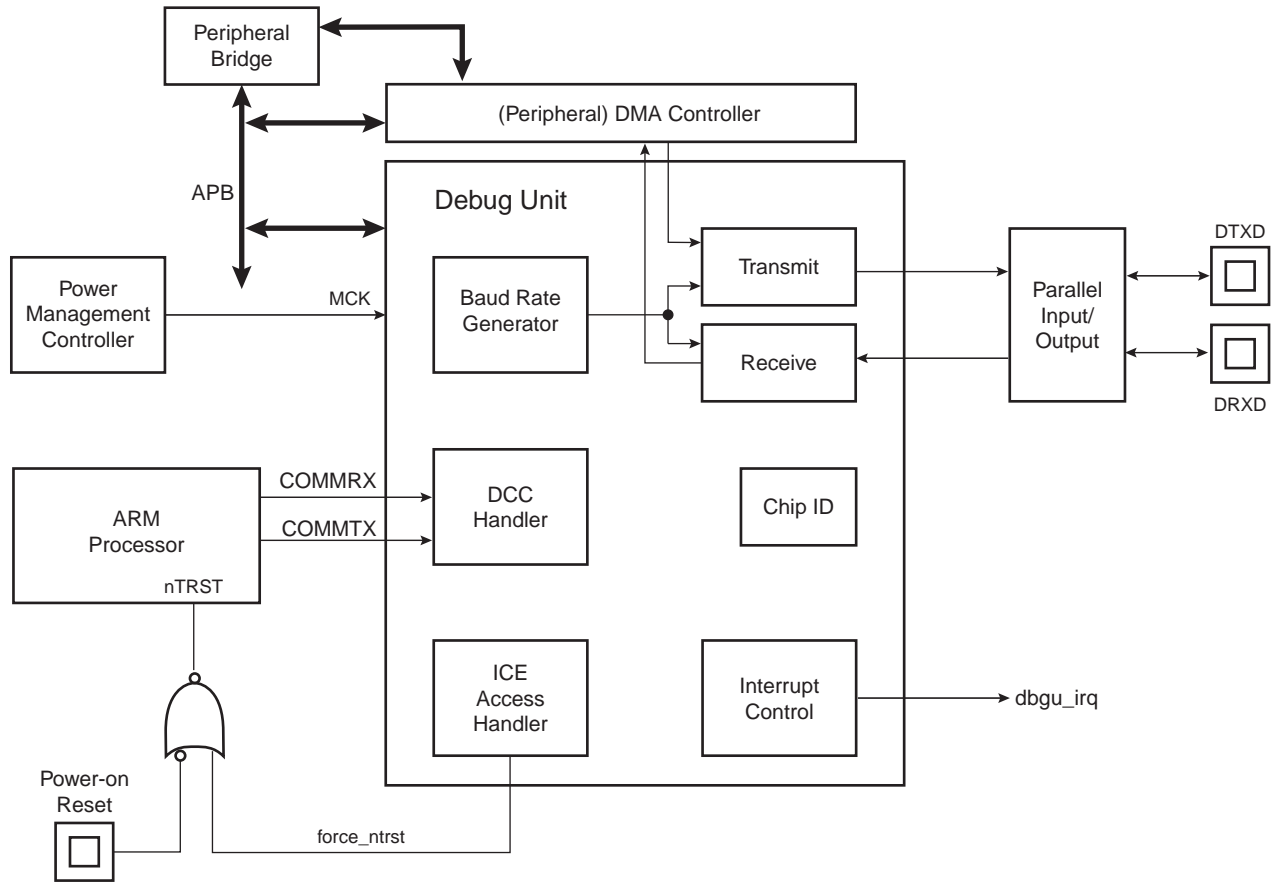 Peripheral
Bridge
(Peripheral) DMA Controller
APB
Debug Unit
Power
Management
Controller
MCK
Baud Rate
Generator
Transmit
Receive
Parallel
Input/
Output
DTXD
DRXD
ARM
Processor
nTRST
COMMRX
COMMTX
DCC
Handler
Chip ID
ICE
Access
Handler
Interrupt
Control
dbgu_irq
Power-on
Reset
force_ntrst